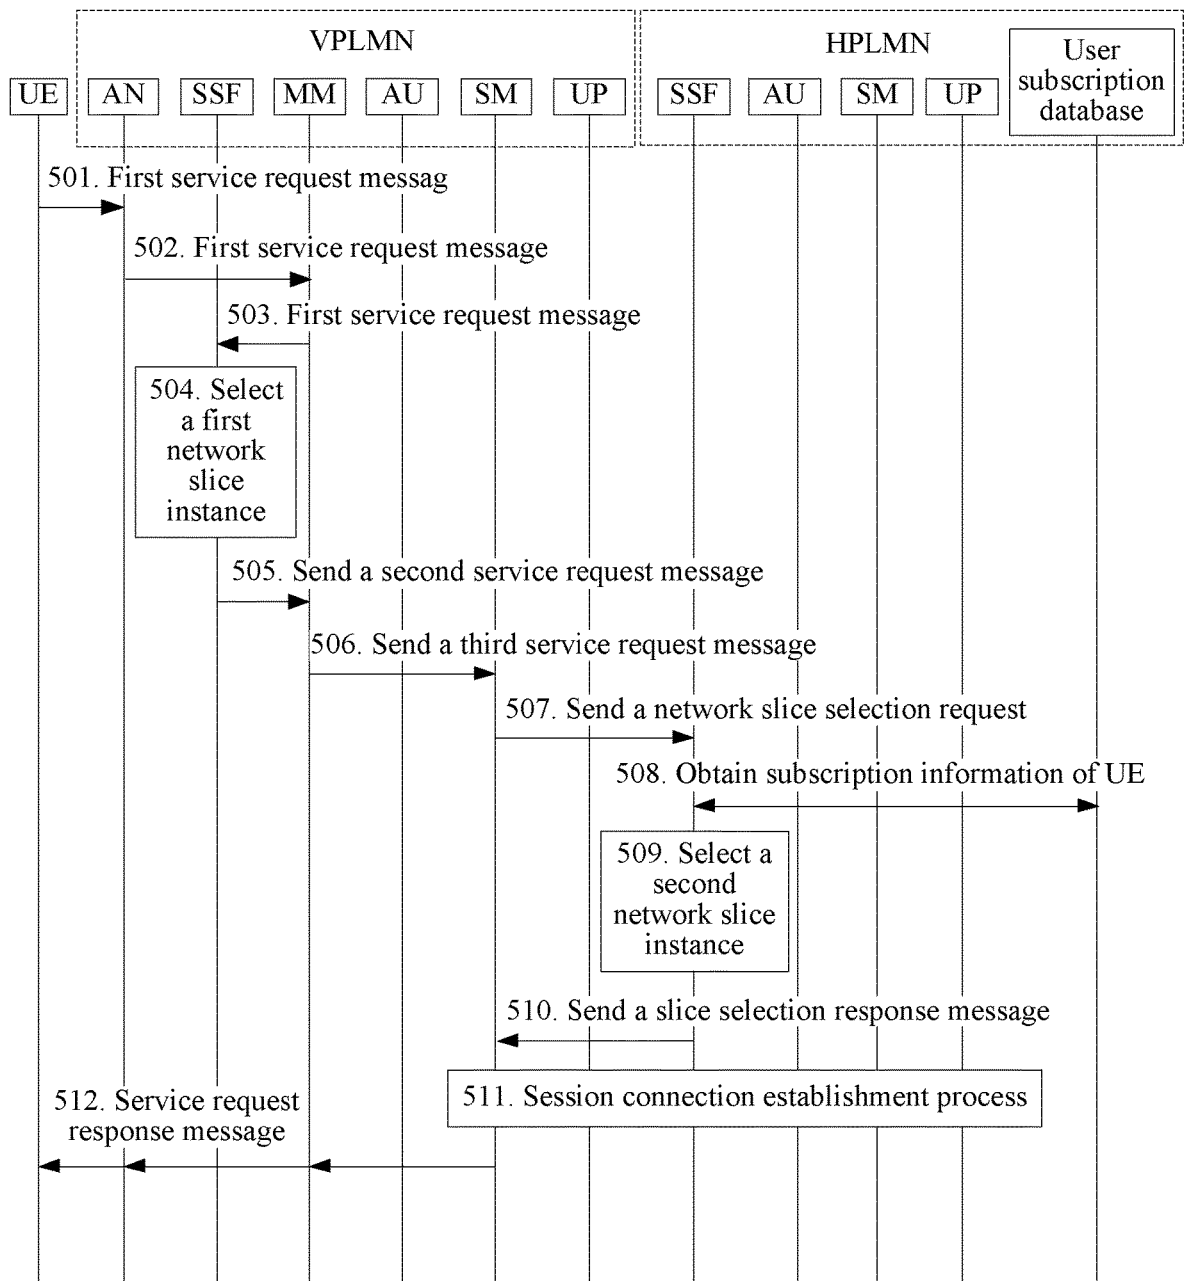 VPLMN
HPLMN
UE
AN
SSF
MM
AU
SM
UP
SSF
AU
SM
UP
User
subscription
database
501. First service request messag
502. First service request message
503. First service request message
504. Select
a first
network
slice
instance
505. Send a second service request message
506. Send a third service request message
507. Send a network slice selection request
508. Obtain subscription information of UE
509. Select a
second
network slice
instance
510. Send a slice selection response message
511. Session connection establishment process
512. Service request
response message